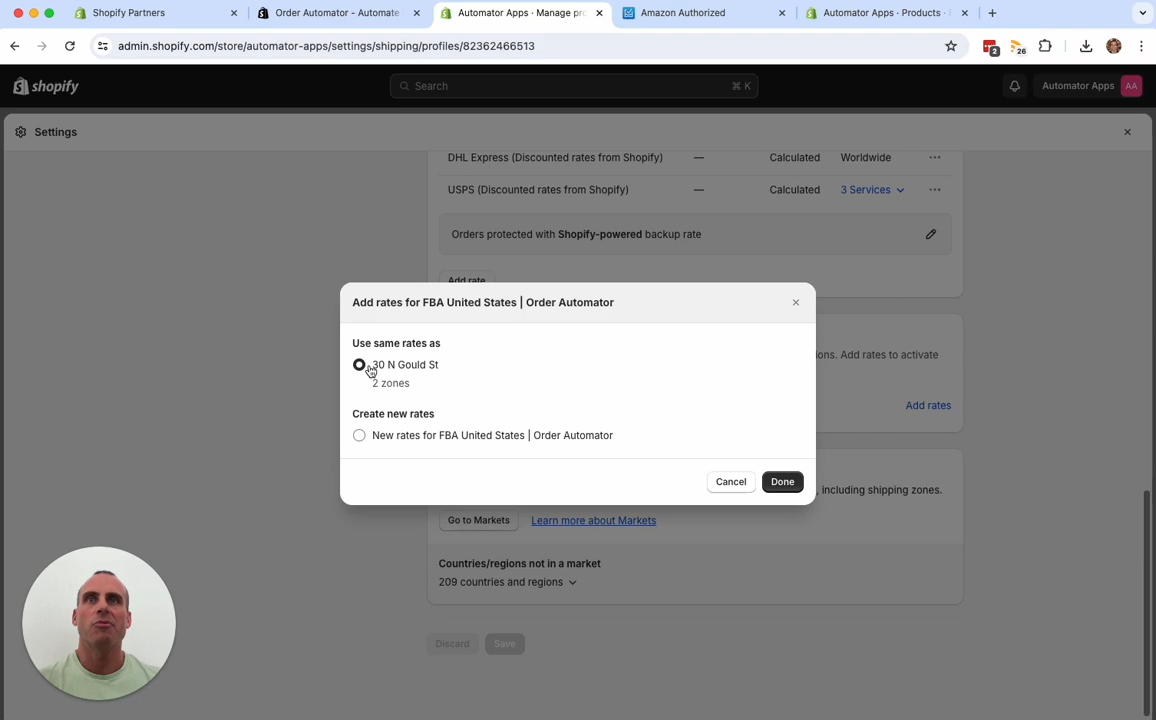 Shopify Partners
Order Automator - Automate
Automator Apps · Manage pro
Amazon Authorized
Automator Apps · Products ·
admin.shopify.com/store/automator-apps/settings/shipping/profiles/82362466513
2
26
shopify
Search
⌘ K
Automator Apps
AA
Settings
DHL Express (Discounted rates from Shopify) — Calculated Worldwide
USPS (Discounted rates from Shopify) — Calculated 3 Services
Orders protected with Shopify-powered backup rate
Add rate
Add rates for FBA United States | Order Automator
Use same rates as
30 N Gould St
2 zones
ons. Add rates to activate
Add rates
Create new rates
New rates for FBA United States | Order Automator
Cancel
Done
, including shipping zones.
Go to Markets
Learn more about Markets
Countries/regions not in a market
209 countries and regions
Discard
Save